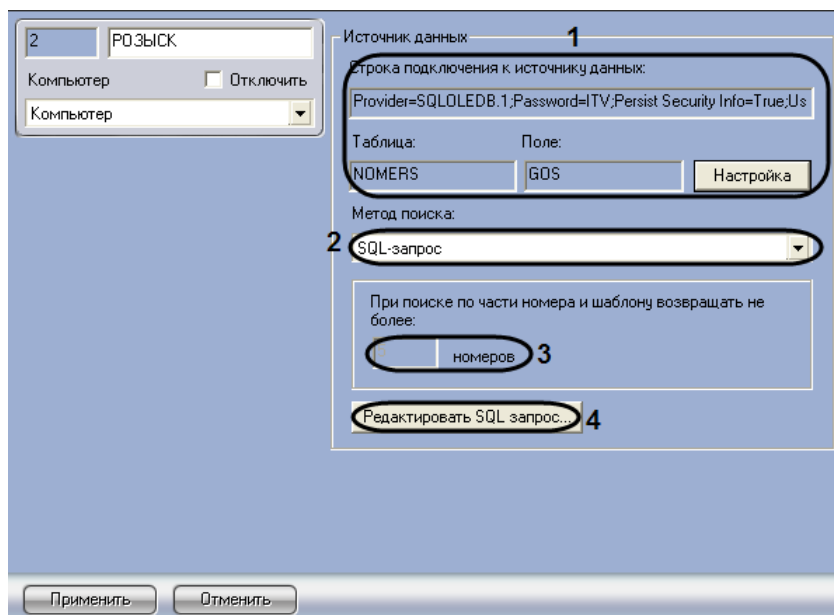 2 РОЗЫСК
Компьютер Отключить
Компьютер
Источник данных
1
Строка подключения к источнику данных:
Provider=SQLOLEDB.1;Password=ITV;Persist Security Info=True;Us
Таблица: Поле:
NOMERS GOS Настройка
Метод поиска:
2 SQL-запрос
При поиске по части номера и шаблону возвращать не
более:
номеров 3
Редактировать SQL запрос... 4
Применить Отменить